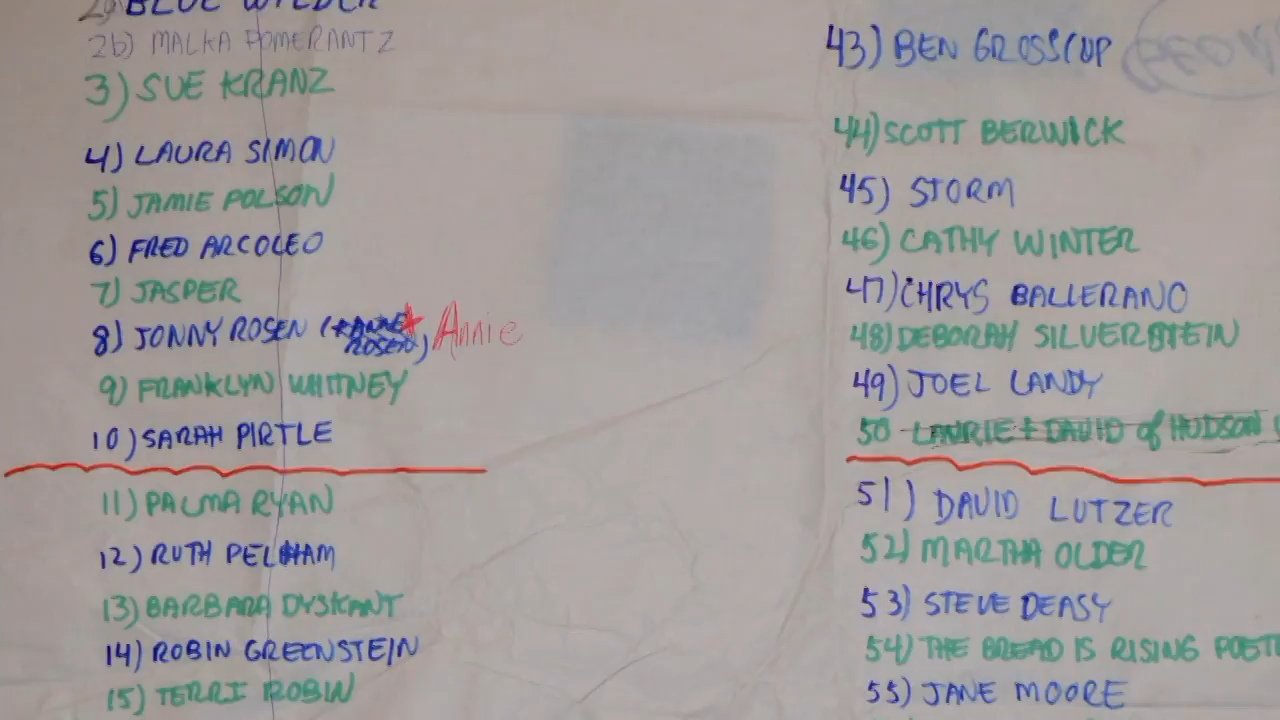 2a) BLUE WILDER
2b) MALKA POMERANTZ
3) SUE KRANZ
4) LAURA SIMON
5) JAMIE POLSON
6) FRED ARCOLEO
7) JASPER
8) JONNY ROSEN (+ ANNE ROSEN) Annie
9) FRANKLYN WHITNEY
10) SARAH PIRTLE
11) PALMA RYAN
12) RUTH PELHAM
13) BARBARA DYSKANT
14) ROBIN GREENSTEIN
15) TERRI ROBIN
43) BEN GROSSCUP
44) SCOTT BERWICK
45) STORM
46) CATHY WINTER
47) CHRYS BALLERANO
48) DEBORAH SILVERSTEIN
49) JOEL LANDY
50 LAURIE + DAVID of HUDSON
51) DAVID LUTZER
52) MARTHA OLDER
53) STEVE DEASY
54) THE BREAD IS RISING
55) JANE MOORE